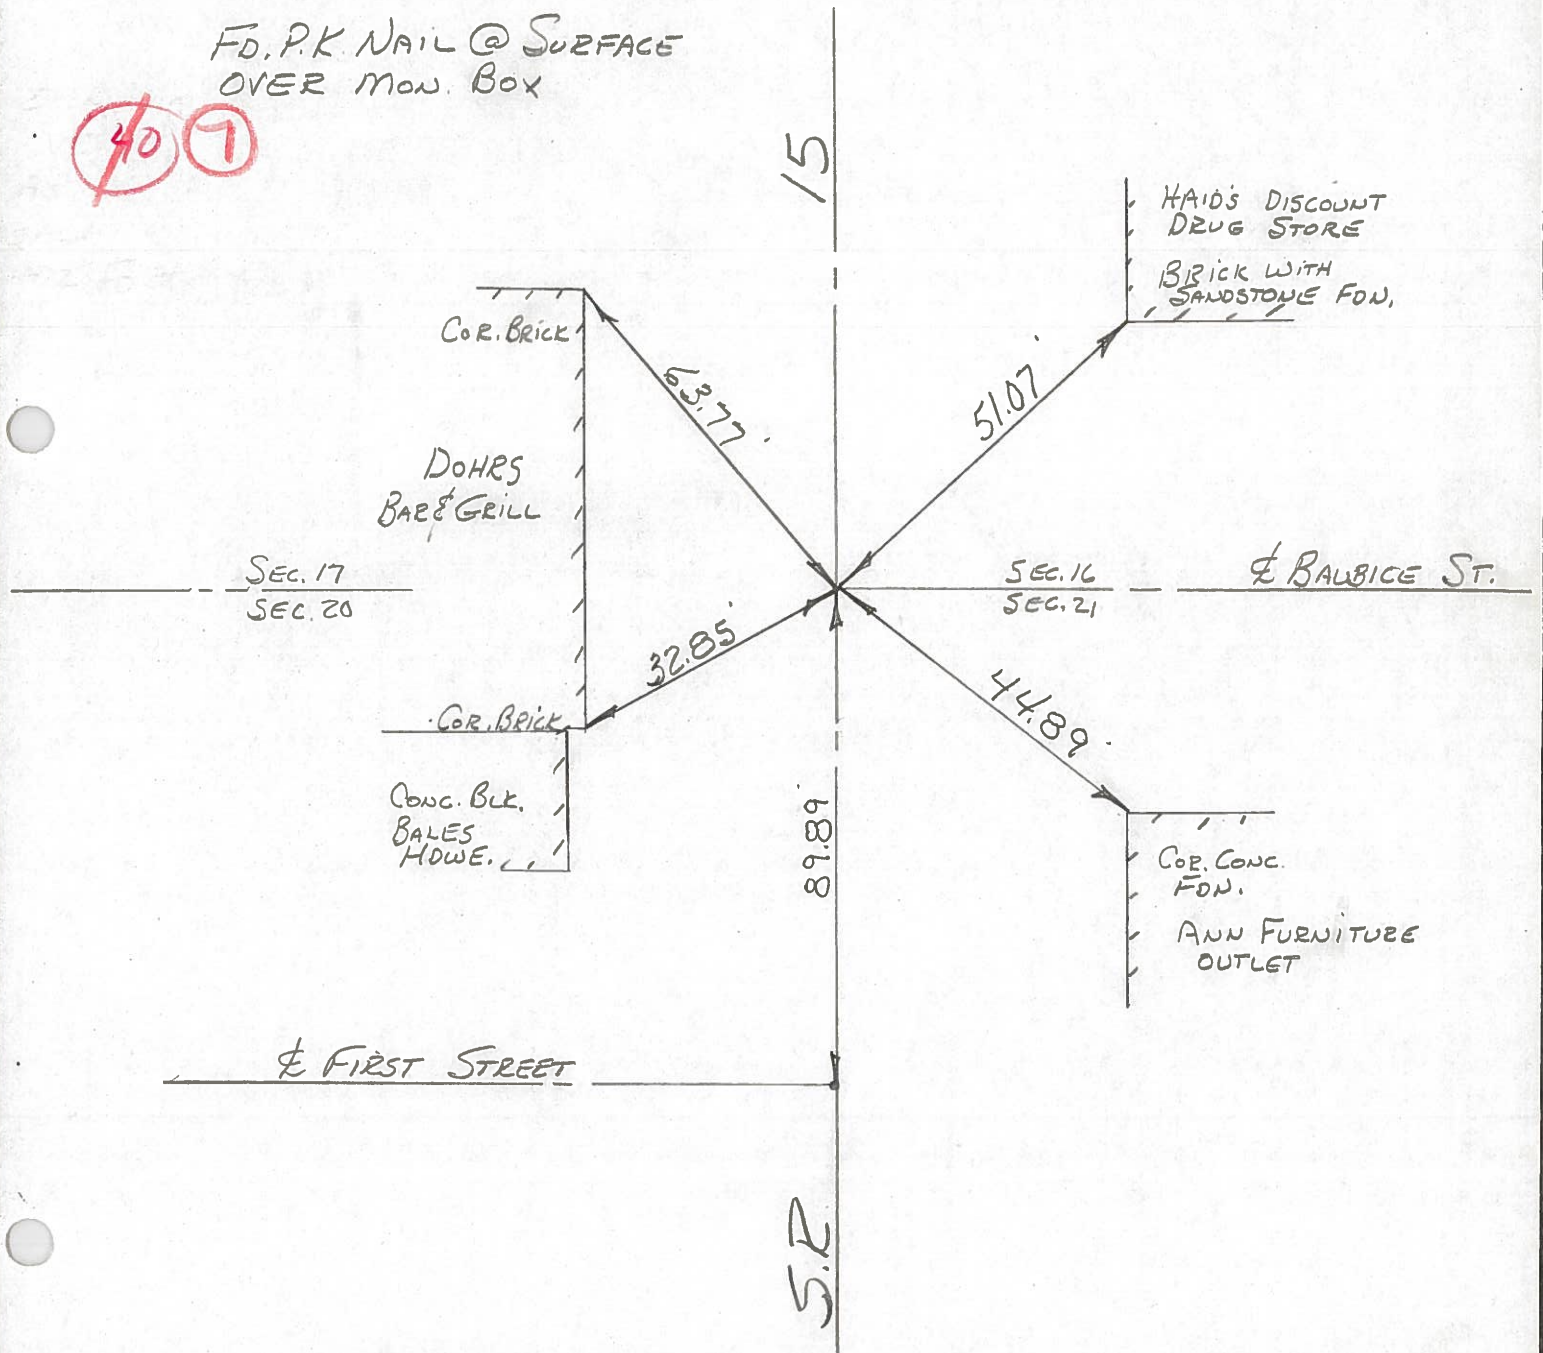 FD. P.K. NAIL @ SURFACE
OVER MON. BOX
40 7
15
HAID'S DISCOUNT
DRUG STORE
BRICK WITH
SANDSTONE FDN.
COR. BRICK
63.77'
51.07'
DOHRS
BAR & GRILL
SEC. 17
SEC. 20
SEC. 16
SEC. 21
℄ BAUBICE ST.
32.85'
44.89'
COR. BRICK
CONC. BLK.
BALES
HDWE.
89.89'
COR. CONC.
FDN.
ANN FURNITURE
OUTLET
℄ FIRST STREET
S.R.